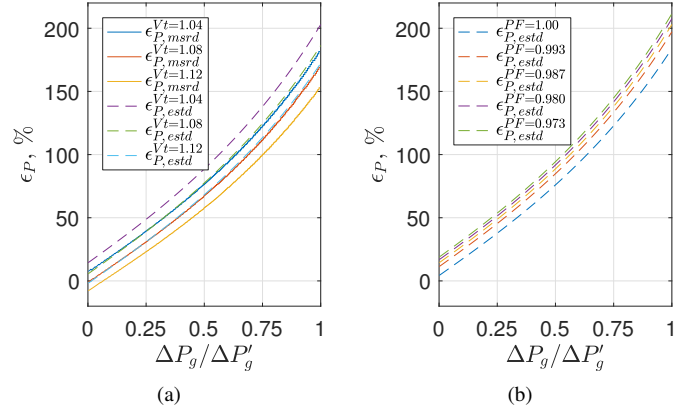 200
150
100
50
0
ϵ_P, %
ϵ_{P,msrd}^{Vt=1.04}
ϵ_{P,msrd}^{Vt=1.08}
ϵ_{P,msrd}^{Vt=1.12}
ϵ_{P,estd}^{Vt=1.04}
ϵ_{P,estd}^{Vt=1.08}
ϵ_{P,estd}^{Vt=1.12}
0 0.25 0.5 0.75 1
ΔP_g/ΔP′_g
(a)
200
150
100
50
0
ϵ_P, %
ϵ_{P,estd}^{PF=1.00}
ϵ_{P,estd}^{PF=0.993}
ϵ_{P,estd}^{PF=0.987}
ϵ_{P,estd}^{PF=0.980}
ϵ_{P,estd}^{PF=0.973}
0 0.25 0.5 0.75 1
ΔP_g/ΔP′_g
(b)